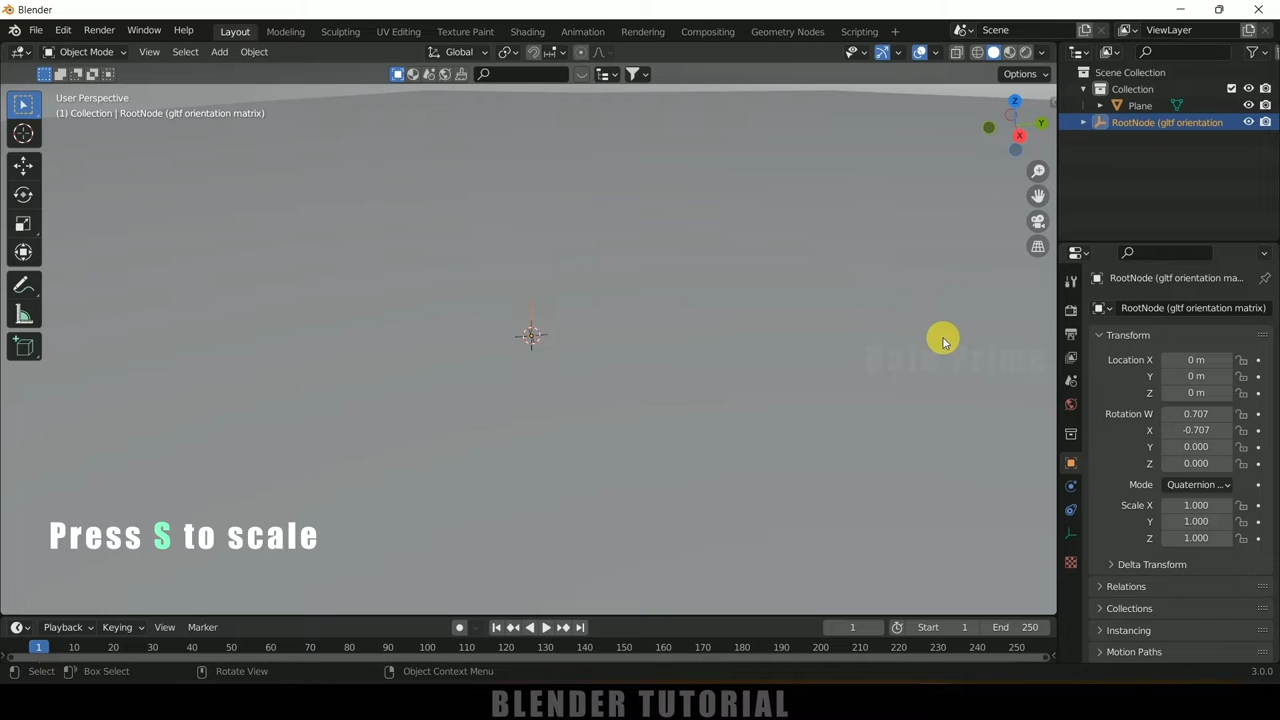 Blender
File Edit Render Window Help Layout Modeling Sculpting UV Editing Texture Paint Shading Animation Rendering Compositing Geometry Nodes Scripting + Scene ViewLayer
Object Mode View Select Add Object Global
Options
User Perspective
(1) Collection | RootNode (gltf orientation matrix)
Z
Y
X
Scene Collection
Collection
Plane
RootNode (gltf orientation
RootNode (gltf orientation ma...
RootNode (gltf orientation matrix)
Transform
Location X 0 m
Y 0 m
Z 0 m
Rotation W 0.707
X -0.707
Y 0.000
Z 0.000
Mode Quaternion ...
Scale X 1.000
Y 1.000
Z 1.000
Delta Transform
Relations
Collections
Instancing
Motion Paths
Press S to scale
Playback Keying View Marker 1 Start 1 End 250
1 10 20 30 40 50 60 70 80 90 100 110 120 130 140 150 160 170 180 190 200 210 220 230 240 250
Select Box Select Rotate View Object Context Menu 3.0.0
BLENDER TUTORIAL